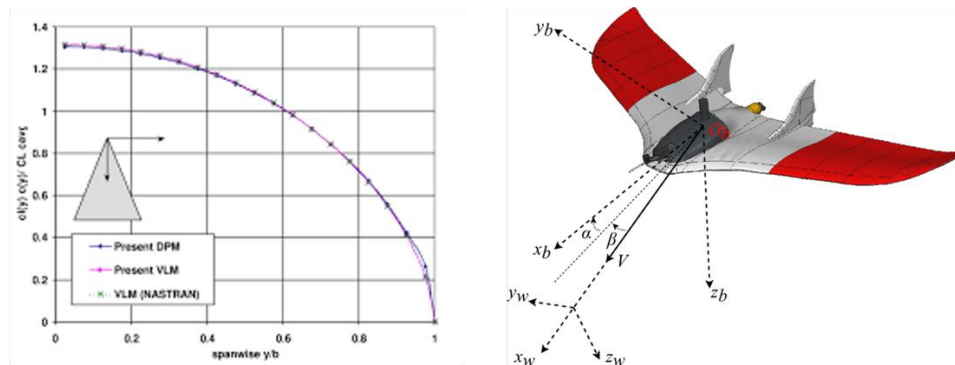 1.4
1.2
1
0.8
0.6
0.4
0.2
0
0
0.2
0.4
0.6
0.8
1
cl(y) c(y)/ CL cavg
spanwise y/b
Present DPM
Present VLM
VLM (NASTRAN)
yb
Ob
α
β
xb
V
zb
yw
xw
zw